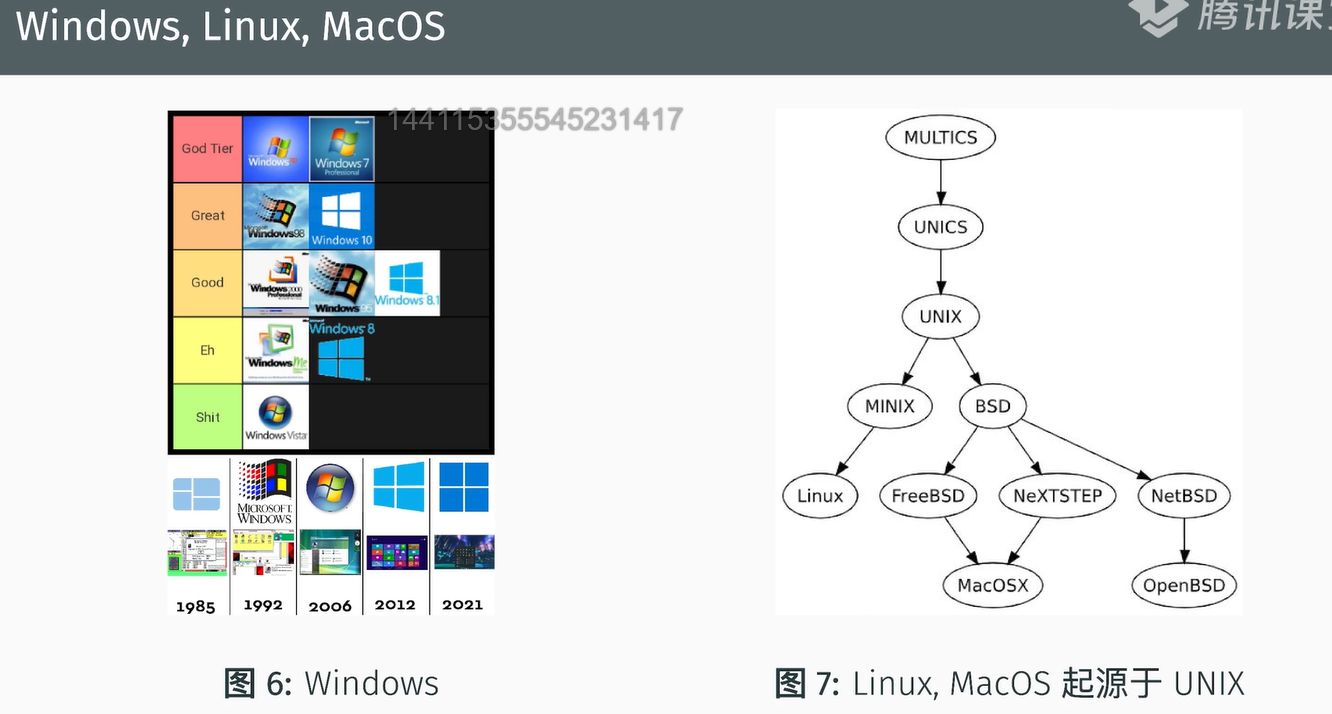 Windows, Linux, MacOS
腾讯课
144115355545231417
God Tier
Windows
Windows 7
Professional
Great
Windows98
Windows 10
Good
Windows 2000
Professional
Windows 95
Windows 8.1
Eh
Windows Me
Windows 8
Shit
Windows Vista
MICROSOFT
WINDOWS
1985
1992
2006
2012
2021
图 6: Windows
MULTICS
UNICS
UNIX
MINIX
BSD
Linux
FreeBSD
NeXTSTEP
NetBSD
MacOSX
OpenBSD
图 7: Linux, MacOS 起源于 UNIX